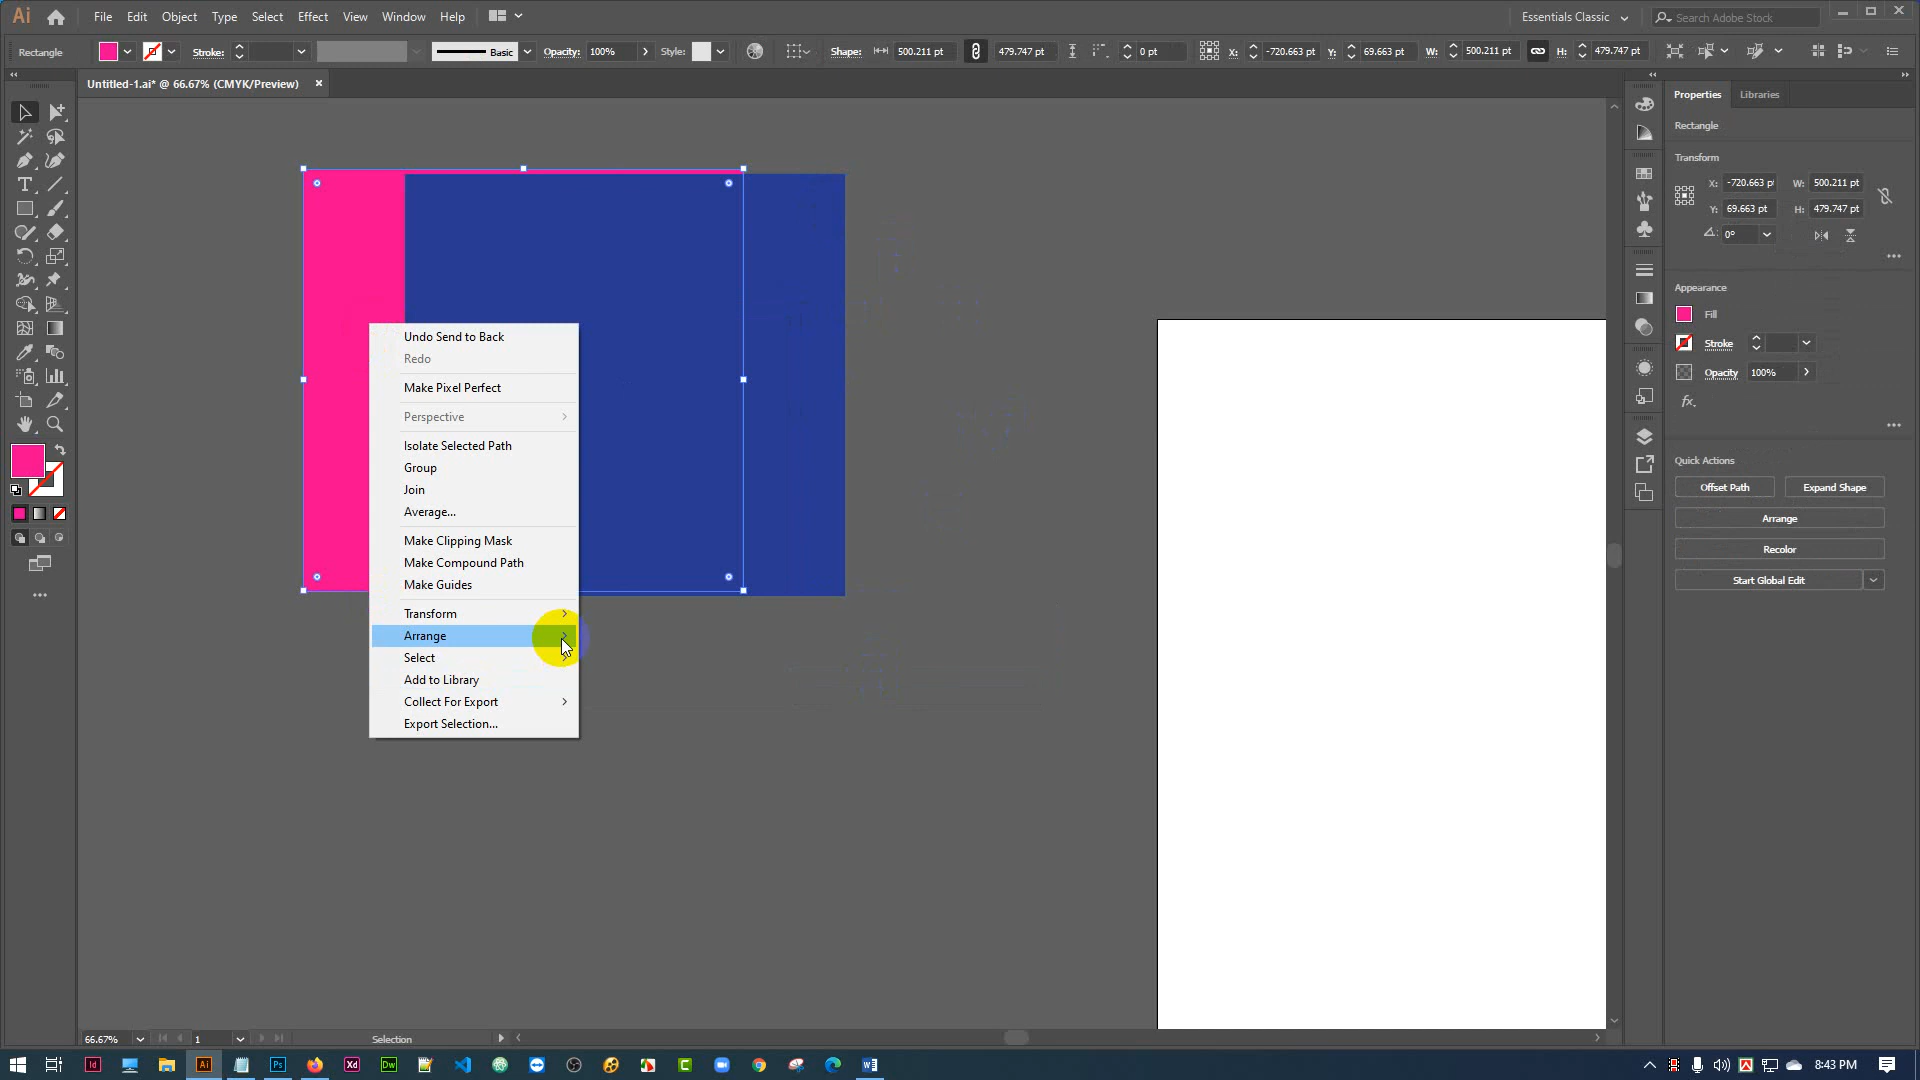 Ai File Edit Object Type Select Effect View Window Help Essentials Classic Search Adobe Stock
Rectangle Stroke: Basic Opacity: 100% Style: Shape: 500.211 pt 479.747 pt 0 pt X: -720.663 pt Y: 69.663 pt W: 500.211 pt H: 479.747 pt
Untitled-1.ai* @ 66.67% (CMYK/Preview) ×
Properties Libraries
Rectangle
Transform
X: -720.663 pt W: 500.211 pt
Y: 69.663 pt H: 479.747 pt
0°
Appearance
Fill
Stroke
Opacity 100%
fx.
Quick Actions
Offset Path Expand Shape
Arrange
Recolor
Start Global Edit
Undo Send to Back
Redo
Make Pixel Perfect
Perspective
Isolate Selected Path
Group
Join
Average...
Make Clipping Mask
Make Compound Path
Make Guides
Transform
Arrange
Select
Add to Library
Collect For Export
Export Selection...
66.67% 1 Selection
Id Ai Ps Xd Dw C W 8:43 PM